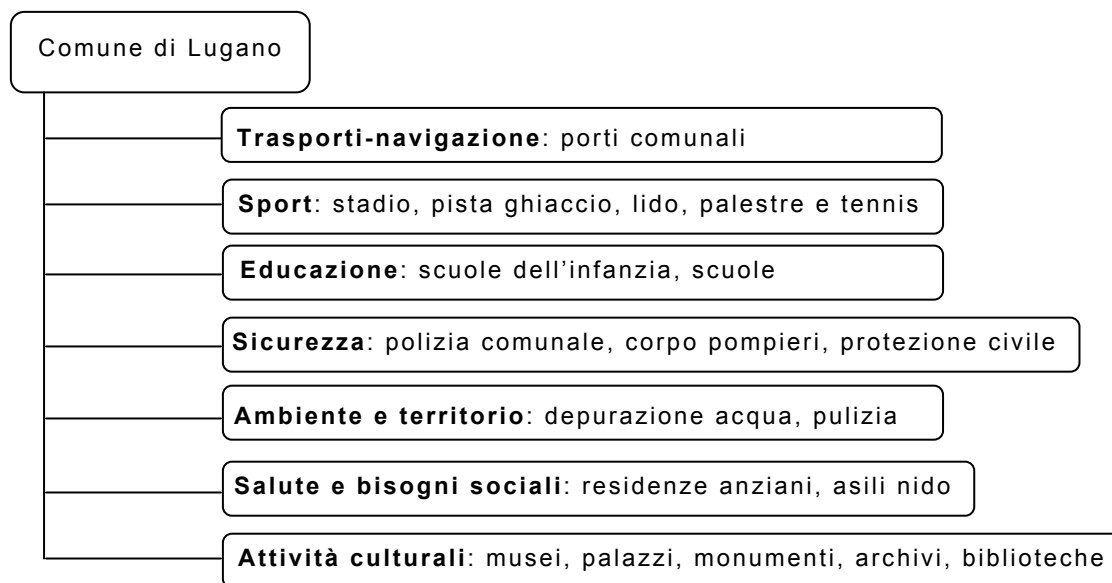 Comune di Lugano
Trasporti-navigazione: porti comunali
Sport: stadio, pista ghiaccio, lido, palestre e tennis
Educazione: scuole dell’infanzia, scuole
Sicurezza: polizia comunale, corpo pompieri, protezione civile
Ambiente e territorio: depurazione acqua, pulizia
Salute e bisogni sociali: residenze anziani, asili nido
Attività culturali: musei, palazzi, monumenti, archivi, biblioteche